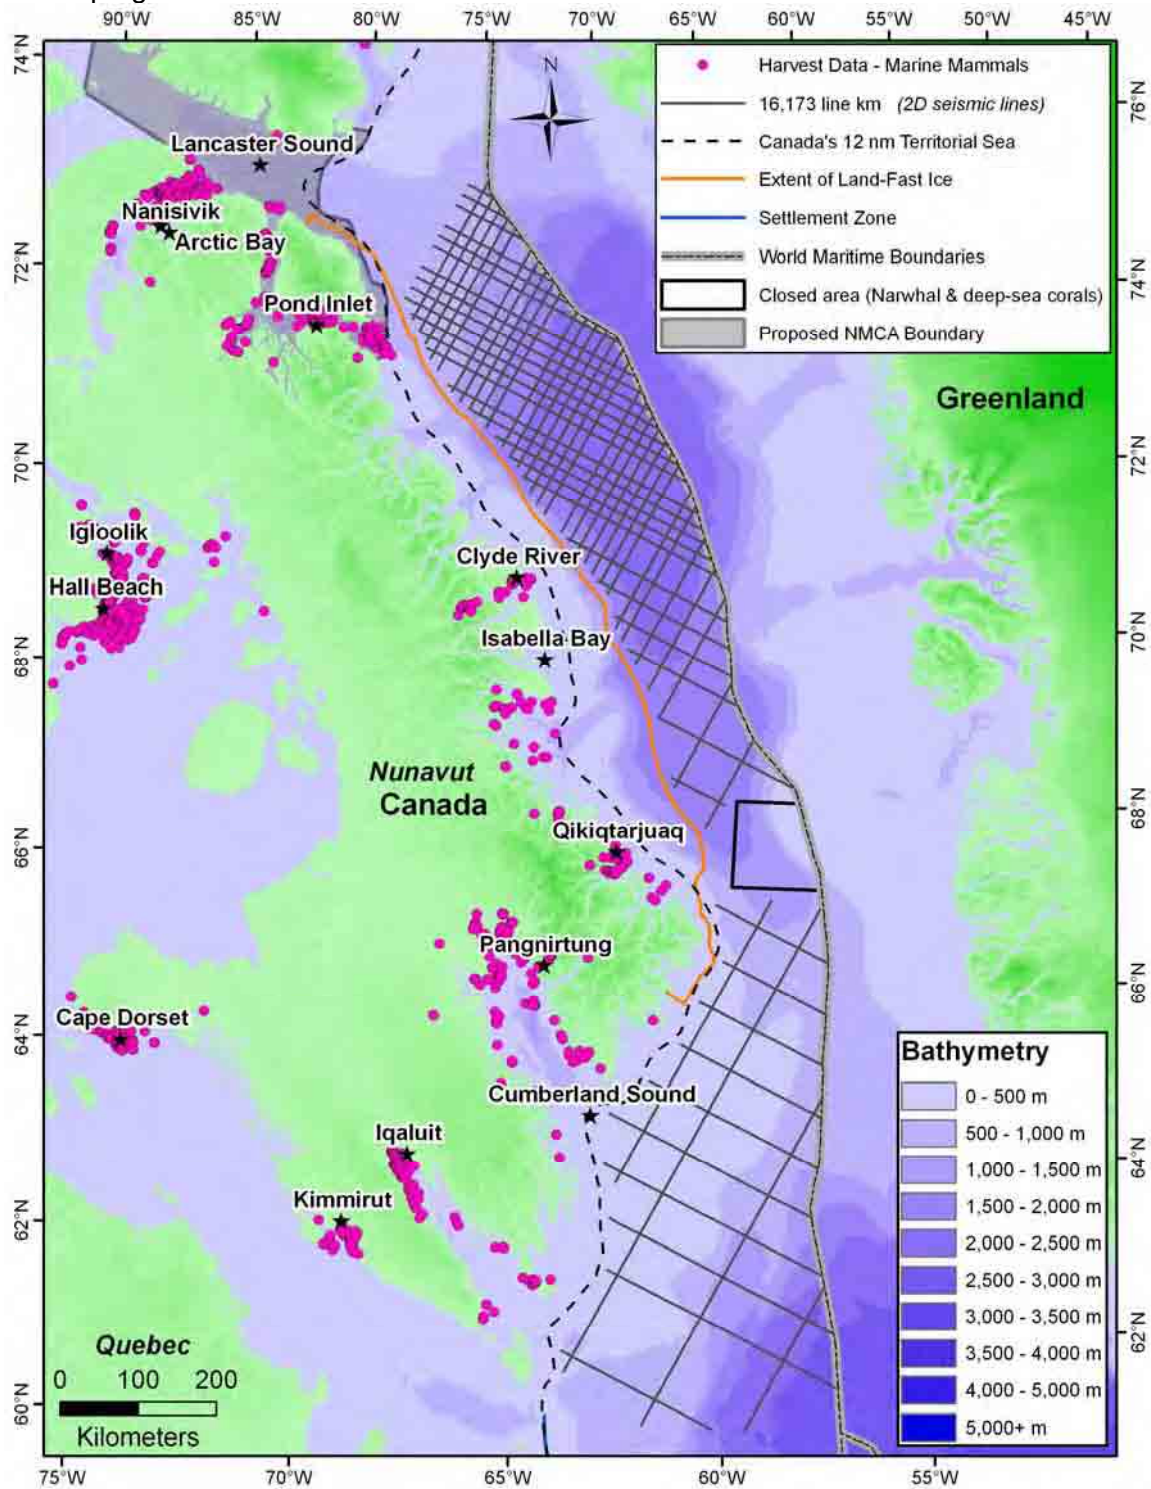 90°W 85°W 80°W 75°W 70°W 65°W 60°W 55°W 50°W 45°W
74°N
72°N
70°N
68°N
66°N
64°N
62°N
60°N
76°N
74°N
72°N
70°N
68°N
66°N
64°N
62°N
N
Harvest Data - Marine Mammals
16,173 line km (2D seismic lines)
Canada's 12 nm Territorial Sea
Extent of Land-Fast Ice
Settlement Zone
World Maritime Boundaries
Closed area (Narwhal & deep-sea corals)
Proposed NMCA Boundary
Lancaster Sound
Nanisivik
Arctic Bay
Pond Inlet
Greenland
Igloolik
Hall Beach
Clyde River
Isabella Bay
Nunavut
Canada
Qikiqtarjuaq
Pangnirtung
Cape Dorset
Cumberland Sound
Iqaluit
Kimmirut
Quebec
0 100 200
Kilometers
Bathymetry
0 - 500 m
500 - 1,000 m
1,000 - 1,500 m
1,500 - 2,000 m
2,000 - 2,500 m
2,500 - 3,000 m
3,000 - 3,500 m
3,500 - 4,000 m
4,000 - 5,000 m
5,000+ m
75°W 70°W 65°W 60°W 55°W